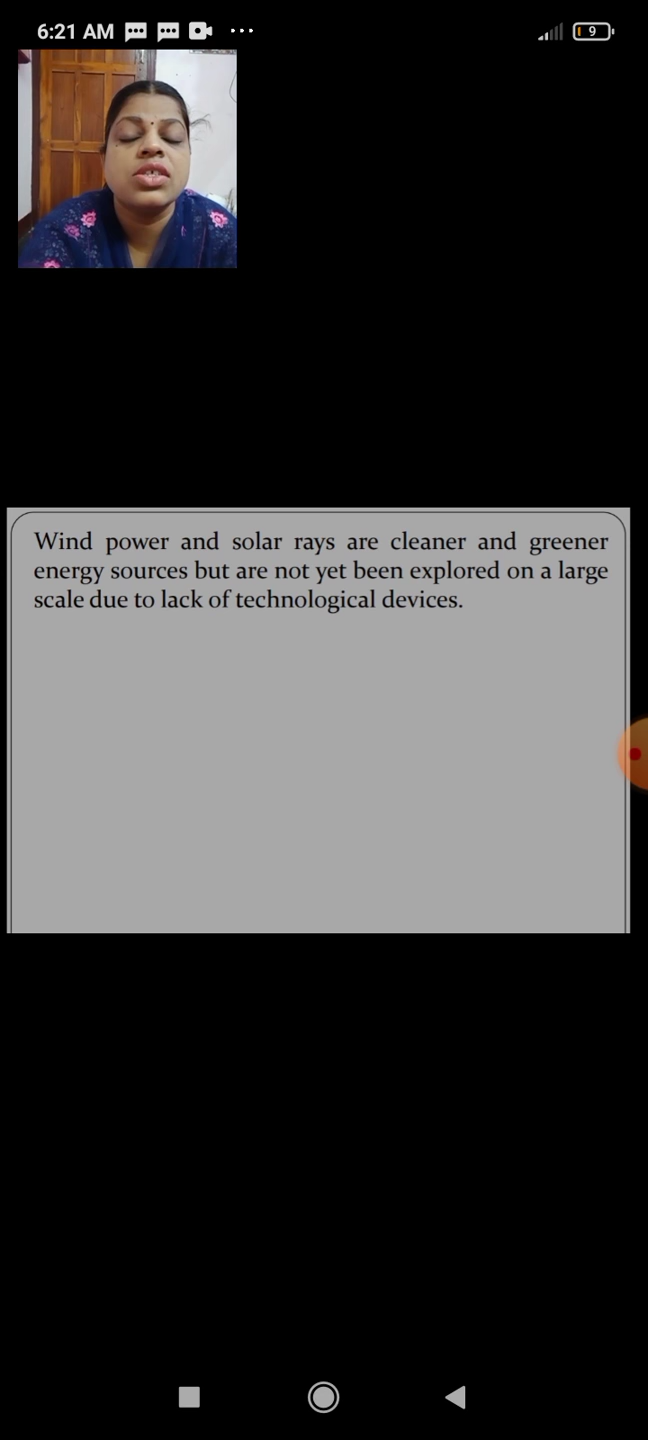 6:21 AM
9
Wind power and solar rays are cleaner and greener
energy sources but are not yet been explored on a large
scale due to lack of technological devices.